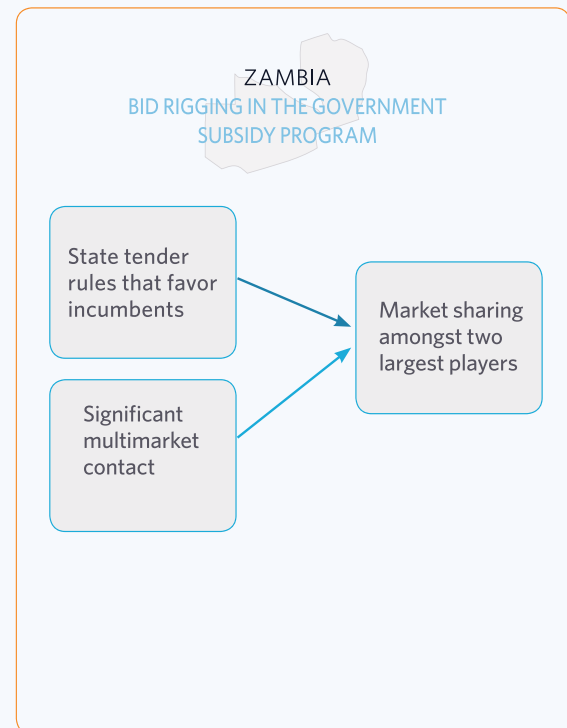 ZAMBIA
BID RIGGING IN THE GOVERNMENT
SUBSIDY PROGRAM
State tender
rules that favor
incumbents
Market sharing
amongst two
largest players
Significant
multimarket
contact